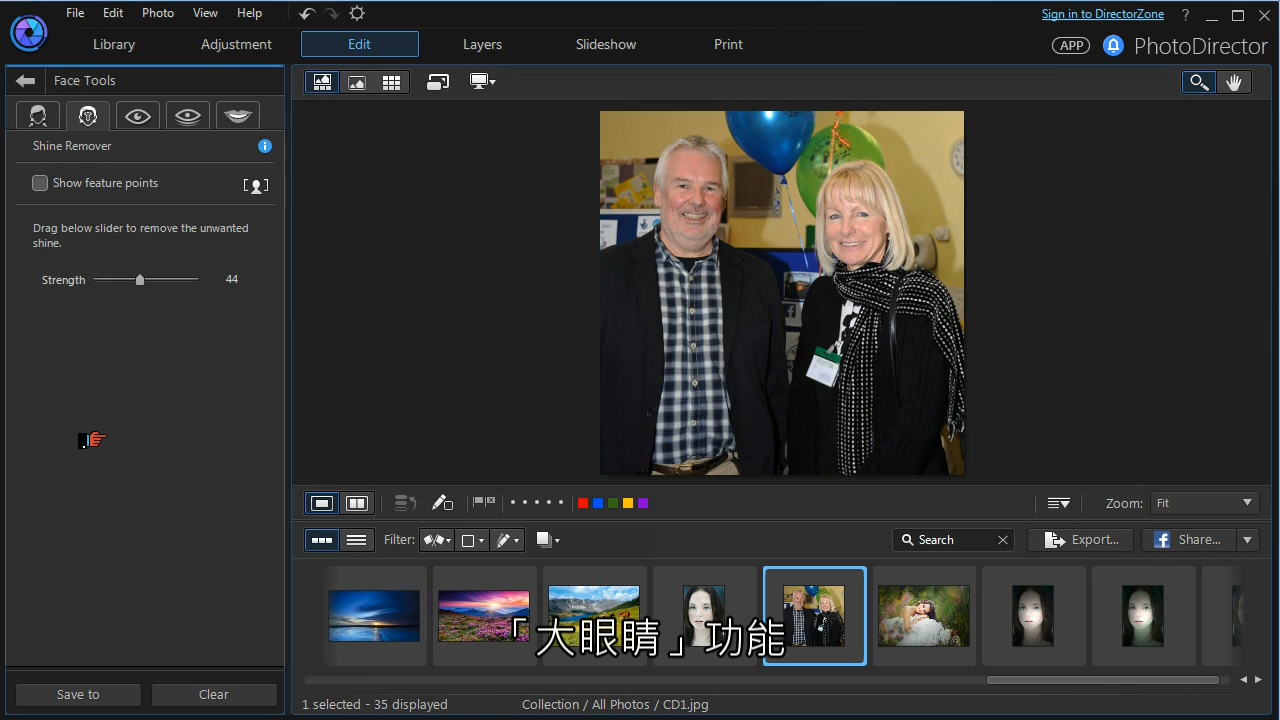 File Edit Photo View Help
Sign in to DirectorZone ?
Library Adjustment Edit Layers Slideshow Print
APP PhotoDirector
Face Tools
Shine Remover
Show feature points
Drag below slider to remove the unwanted
shine.
Strength 44
Zoom: Fit
Filter: Search Export... Share...
「大眼睛」功能
1 selected - 35 displayed Collection / All Photos / CD1.jpg
Save to Clear